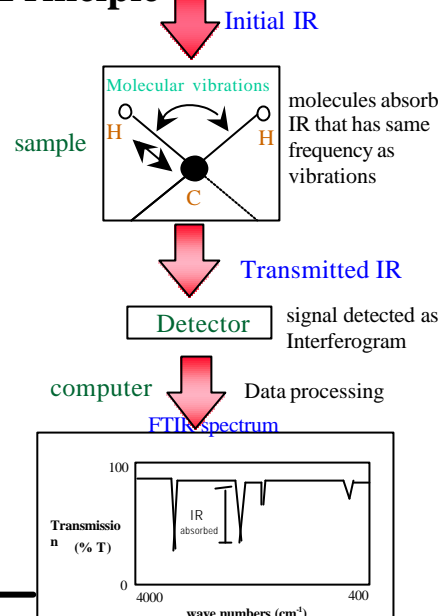 Initial IR
Molecular vibrations
H
H
C
sample
molecules absorb
IR that has same
frequency as
vibrations
Transmitted IR
Detector
signal detected as
Interferogram
computer
Data processing
FTIR spectrum
100
Transmissio
n (% T)
IR
absorbed
0
4000
400
wave numbers (cm-1)